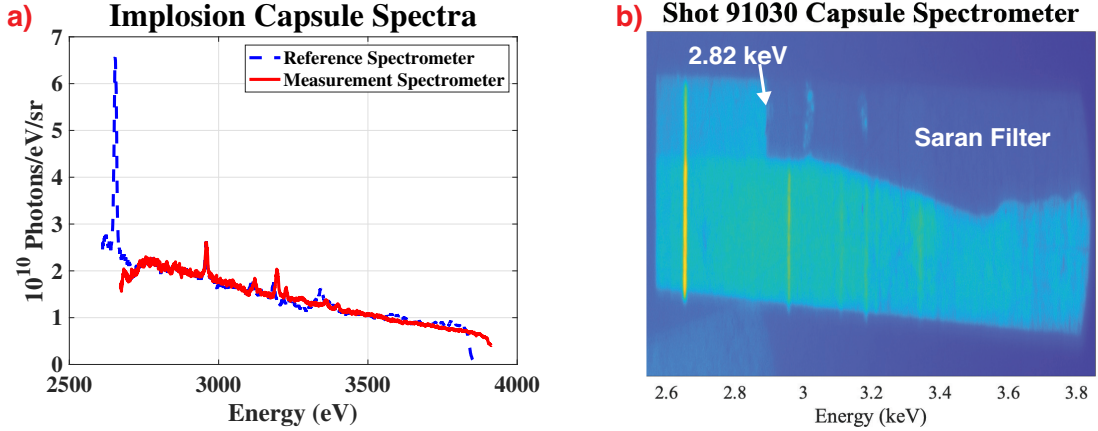 a)
Implosion Capsule Spectra
7
6
5
4
3
2
1
0
10^10 Photons/eV/sr
Reference Spectrometer
Measurement Spectrometer
2500 3000 3500 4000
Energy (eV)
b)
Shot 91030 Capsule Spectrometer
2.82 keV
Saran Filter
2.6 2.8 3 3.2 3.4 3.6 3.8
Energy (keV)